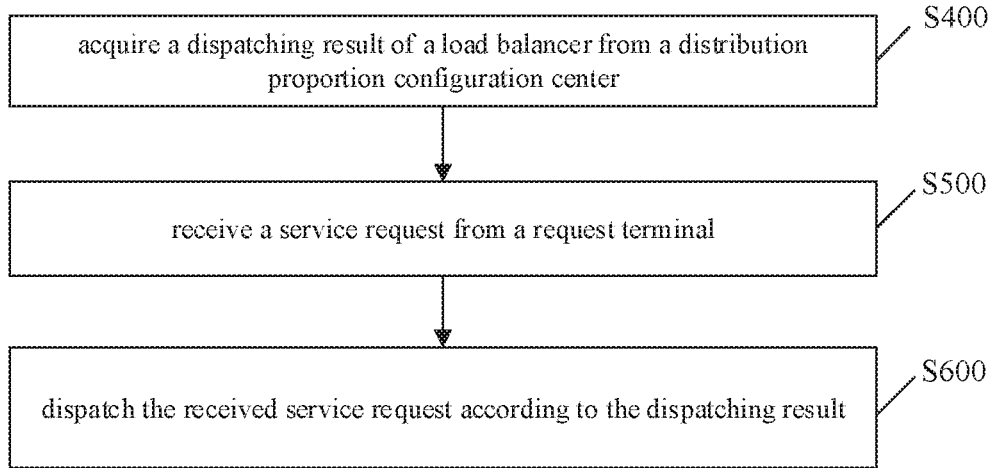 S400
acquire a dispatching result of a load balancer from a distribution
proportion configuration center
S500
receive a service request from a request terminal
S600
dispatch the received service request according to the dispatching result